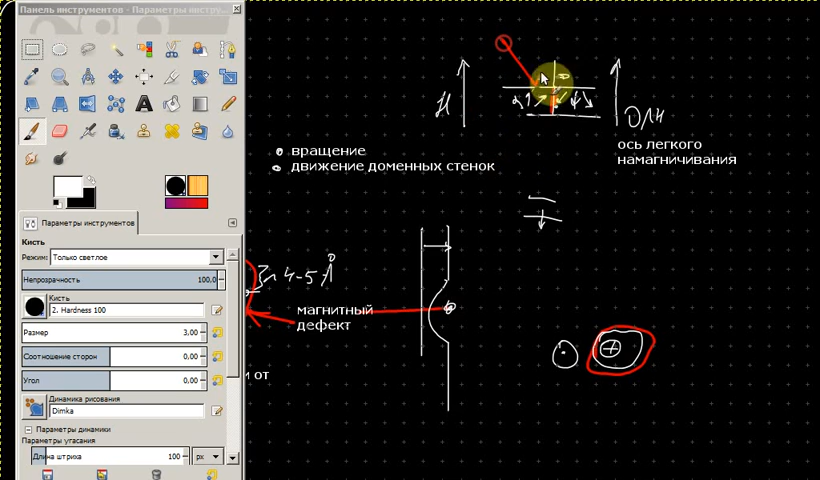 Панель инструментов - Параметры инстру...
Параметры инструментов
Кисть
Режим: Только светлое
Непрозрачность 100,0
Кисть
2. Hardness 100
Размер 3,00
Соотношение сторон 0,00
Угол 0,00
Динамика рисования
Dimka
Параметры динамики
Параметры угасания
Длина штриха 100 px
H
ОЛН
ось легкого
намагничивания
вращение
движение доменных стенок
4-5 Å
магнитный
дефект
и от